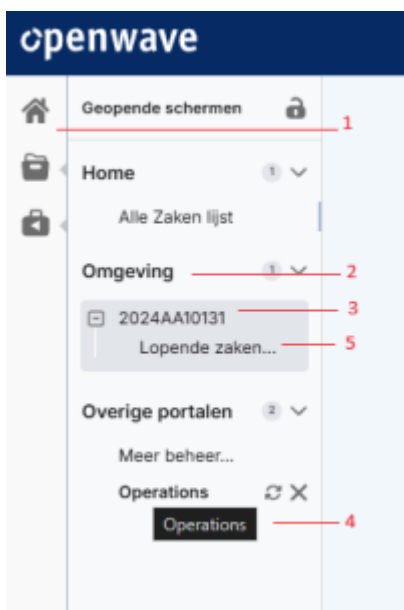 openwave
Geopende schermen
1
Home 1
Alle Zaken lijst
Omgeving 1 2
2024AA10131 3
Lopende zaken... 5
Overige portalen 2
Meer beheer...
Operations
Operations 4